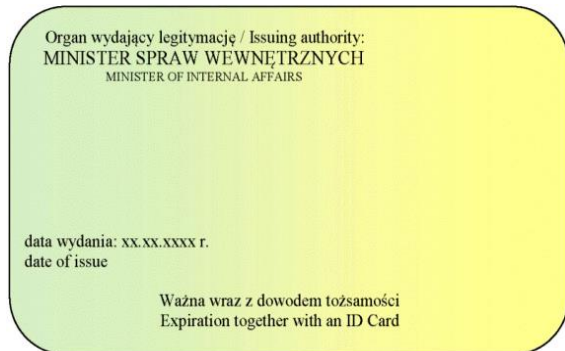 Organ wydający legitymację / Issuing authority:
MINISTER SPRAW WEWNĘTRZNYCH
MINISTER OF INTERNAL AFFAIRS
data wydania: xx.xx.xxxx r.
date of issue
Ważna wraz z dowodem tożsamości
Expiration together with an ID Card